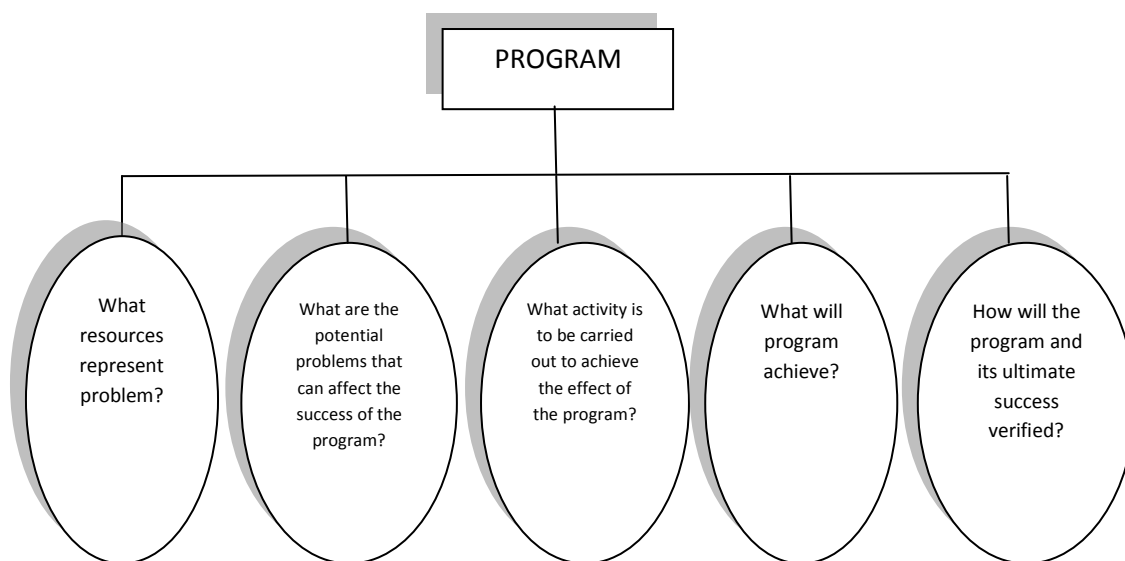 PROGRAM
What
resources
represent
problem?
What are the
potential
problems that
can affect the
success of the
program?
What activity is
to be carried
out to achieve
the effect of
the program?
What will
program
achieve?
How will the
program and
its ultimate
success
verified?